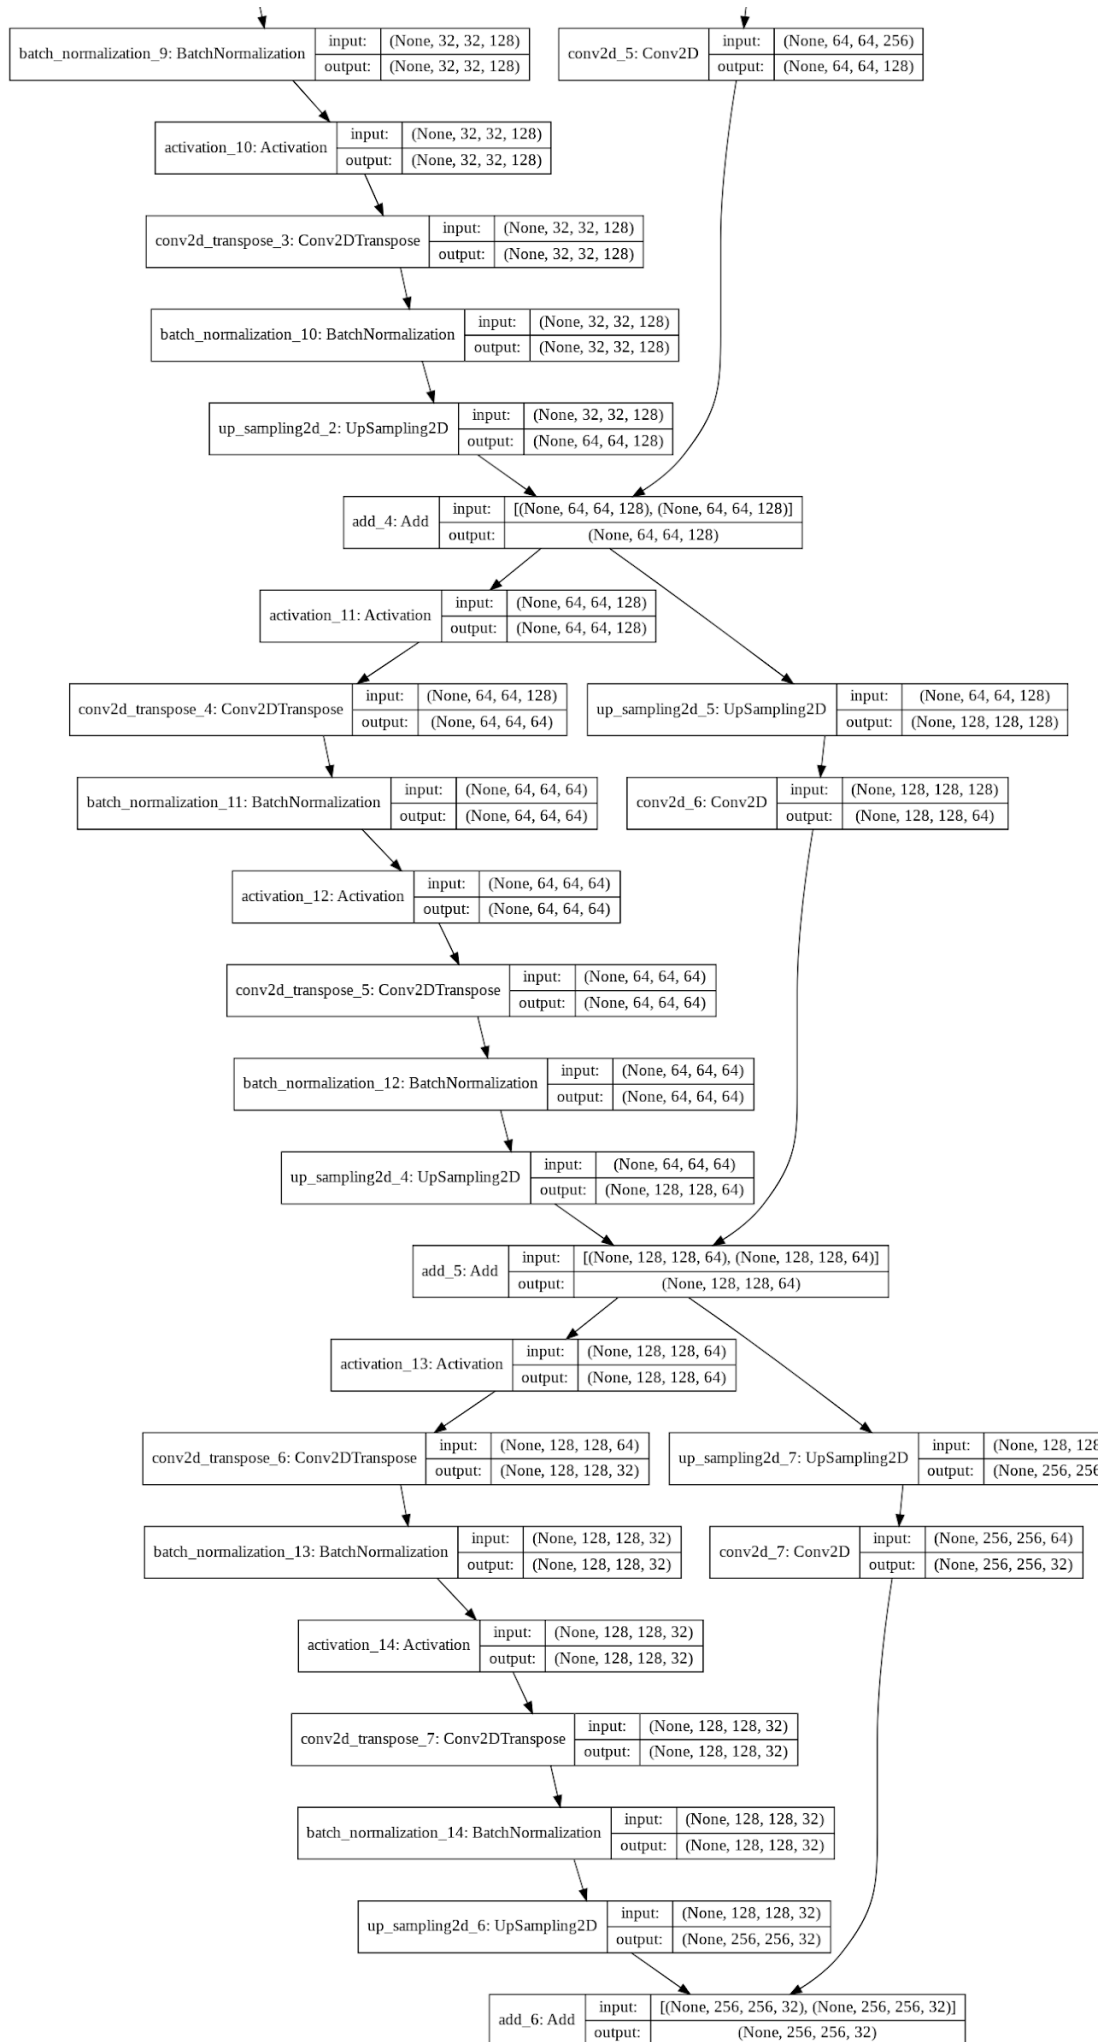 batch_normalization_9: BatchNormalization
input: (None, 32, 32, 128)
output: (None, 32, 32, 128)
conv2d_5: Conv2D
input: (None, 64, 64, 256)
output: (None, 64, 64, 128)
activation_10: Activation
input: (None, 32, 32, 128)
output: (None, 32, 32, 128)
conv2d_transpose_3: Conv2DTranspose
input: (None, 32, 32, 128)
output: (None, 32, 32, 128)
batch_normalization_10: BatchNormalization
input: (None, 32, 32, 128)
output: (None, 32, 32, 128)
up_sampling2d_2: UpSampling2D
input: (None, 32, 32, 128)
output: (None, 64, 64, 128)
add_4: Add
input: [(None, 64, 64, 128), (None, 64, 64, 128)]
output: (None, 64, 64, 128)
activation_11: Activation
input: (None, 64, 64, 128)
output: (None, 64, 64, 128)
conv2d_transpose_4: Conv2DTranspose
input: (None, 64, 64, 128)
output: (None, 64, 64, 64)
up_sampling2d_5: UpSampling2D
input: (None, 64, 64, 128)
output: (None, 128, 128, 128)
batch_normalization_11: BatchNormalization
input: (None, 64, 64, 64)
output: (None, 64, 64, 64)
conv2d_6: Conv2D
input: (None, 128, 128, 128)
output: (None, 128, 128, 64)
activation_12: Activation
input: (None, 64, 64, 64)
output: (None, 64, 64, 64)
conv2d_transpose_5: Conv2DTranspose
input: (None, 64, 64, 64)
output: (None, 64, 64, 64)
batch_normalization_12: BatchNormalization
input: (None, 64, 64, 64)
output: (None, 64, 64, 64)
up_sampling2d_4: UpSampling2D
input: (None, 64, 64, 64)
output: (None, 128, 128, 64)
add_5: Add
input: [(None, 128, 128, 64), (None, 128, 128, 64)]
output: (None, 128, 128, 64)
activation_13: Activation
input: (None, 128, 128, 64)
output: (None, 128, 128, 64)
conv2d_transpose_6: Conv2DTranspose
input: (None, 128, 128, 64)
output: (None, 128, 128, 32)
up_sampling2d_7: UpSampling2D
input: (None, 128, 128
output: (None, 256, 256
batch_normalization_13: BatchNormalization
input: (None, 128, 128, 32)
output: (None, 128, 128, 32)
conv2d_7: Conv2D
input: (None, 256, 256, 64)
output: (None, 256, 256, 32)
activation_14: Activation
input: (None, 128, 128, 32)
output: (None, 128, 128, 32)
conv2d_transpose_7: Conv2DTranspose
input: (None, 128, 128, 32)
output: (None, 128, 128, 32)
batch_normalization_14: BatchNormalization
input: (None, 128, 128, 32)
output: (None, 128, 128, 32)
up_sampling2d_6: UpSampling2D
input: (None, 128, 128, 32)
output: (None, 256, 256, 32)
add_6: Add
input: [(None, 256, 256, 32), (None, 256, 256, 32)]
output: (None, 256, 256, 32)